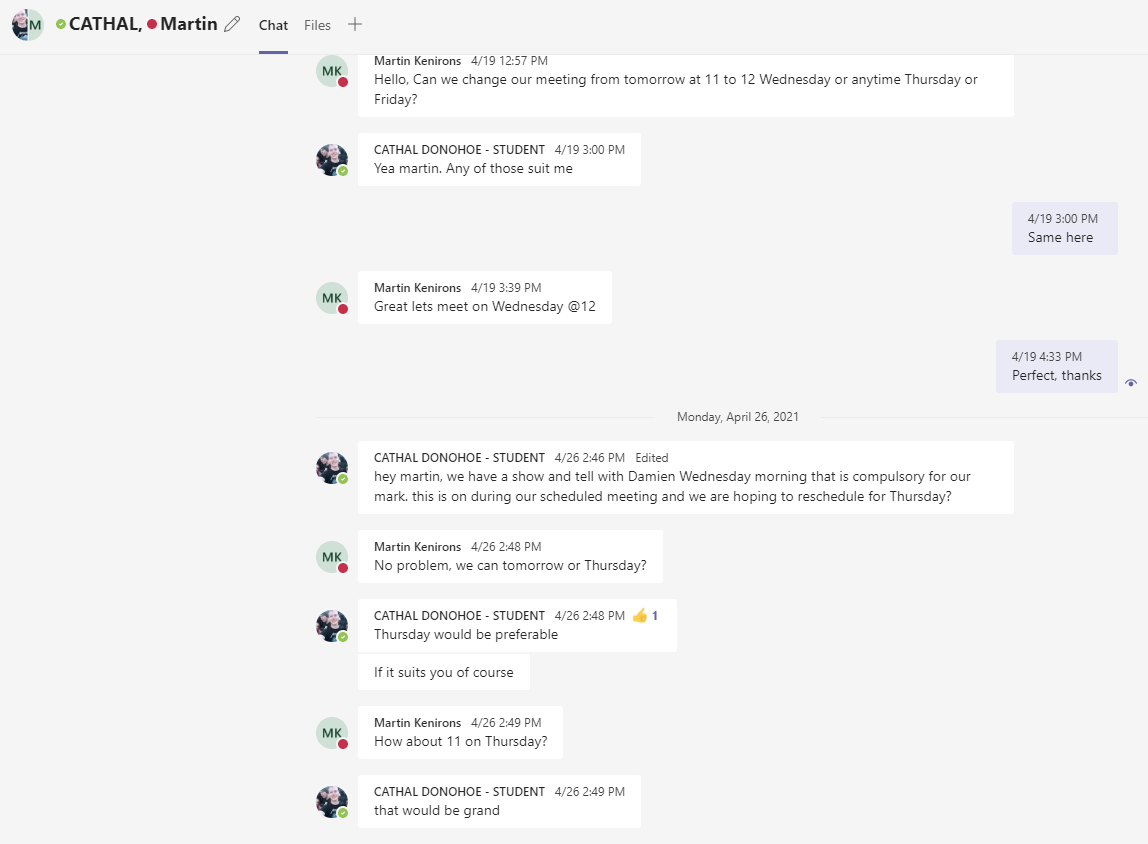 M CATHAL, Martin Chat Files
Martin Kenirons 4/19 12:57 PM
MK
Hello, Can we change our meeting from tomorrow at 11 to 12 Wednesday or anytime Thursday or
Friday?
CATHAL DONOHOE - STUDENT 4/19 3:00 PM
Yea martin. Any of those suit me
4/19 3:00 PM
Same here
Martin Kenirons 4/19 3:39 PM
MK
Great lets meet on Wednesday @12
4/19 4:33 PM
Perfect, thanks
Monday, April 26, 2021
CATHAL DONOHOE - STUDENT 4/26 2:46 PM Edited
hey martin, we have a show and tell with Damien Wednesday morning that is compulsory for our
mark. this is on during our scheduled meeting and we are hoping to reschedule for Thursday?
Martin Kenirons 4/26 2:48 PM
MK
No problem, we can tomorrow or Thursday?
CATHAL DONOHOE - STUDENT 4/26 2:48 PM 👍 1
Thursday would be preferable
If it suits you of course
Martin Kenirons 4/26 2:49 PM
MK
How about 11 on Thursday?
CATHAL DONOHOE - STUDENT 4/26 2:49 PM
that would be grand